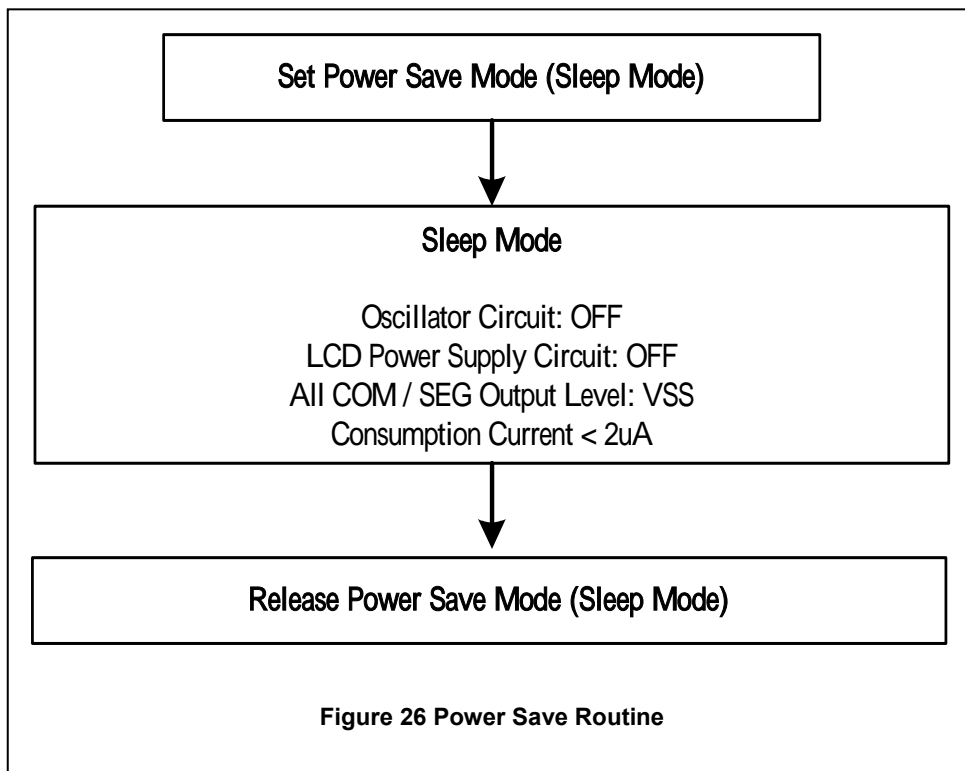 Set Power Save Mode (Sleep Mode)
Sleep Mode
Oscillator Circuit: OFF
LCD Power Supply Circuit: OFF
All COM / SEG Output Level: VSS
Consumption Current < 2uA
Release Power Save Mode (Sleep Mode)
Figure 26 Power Save Routine